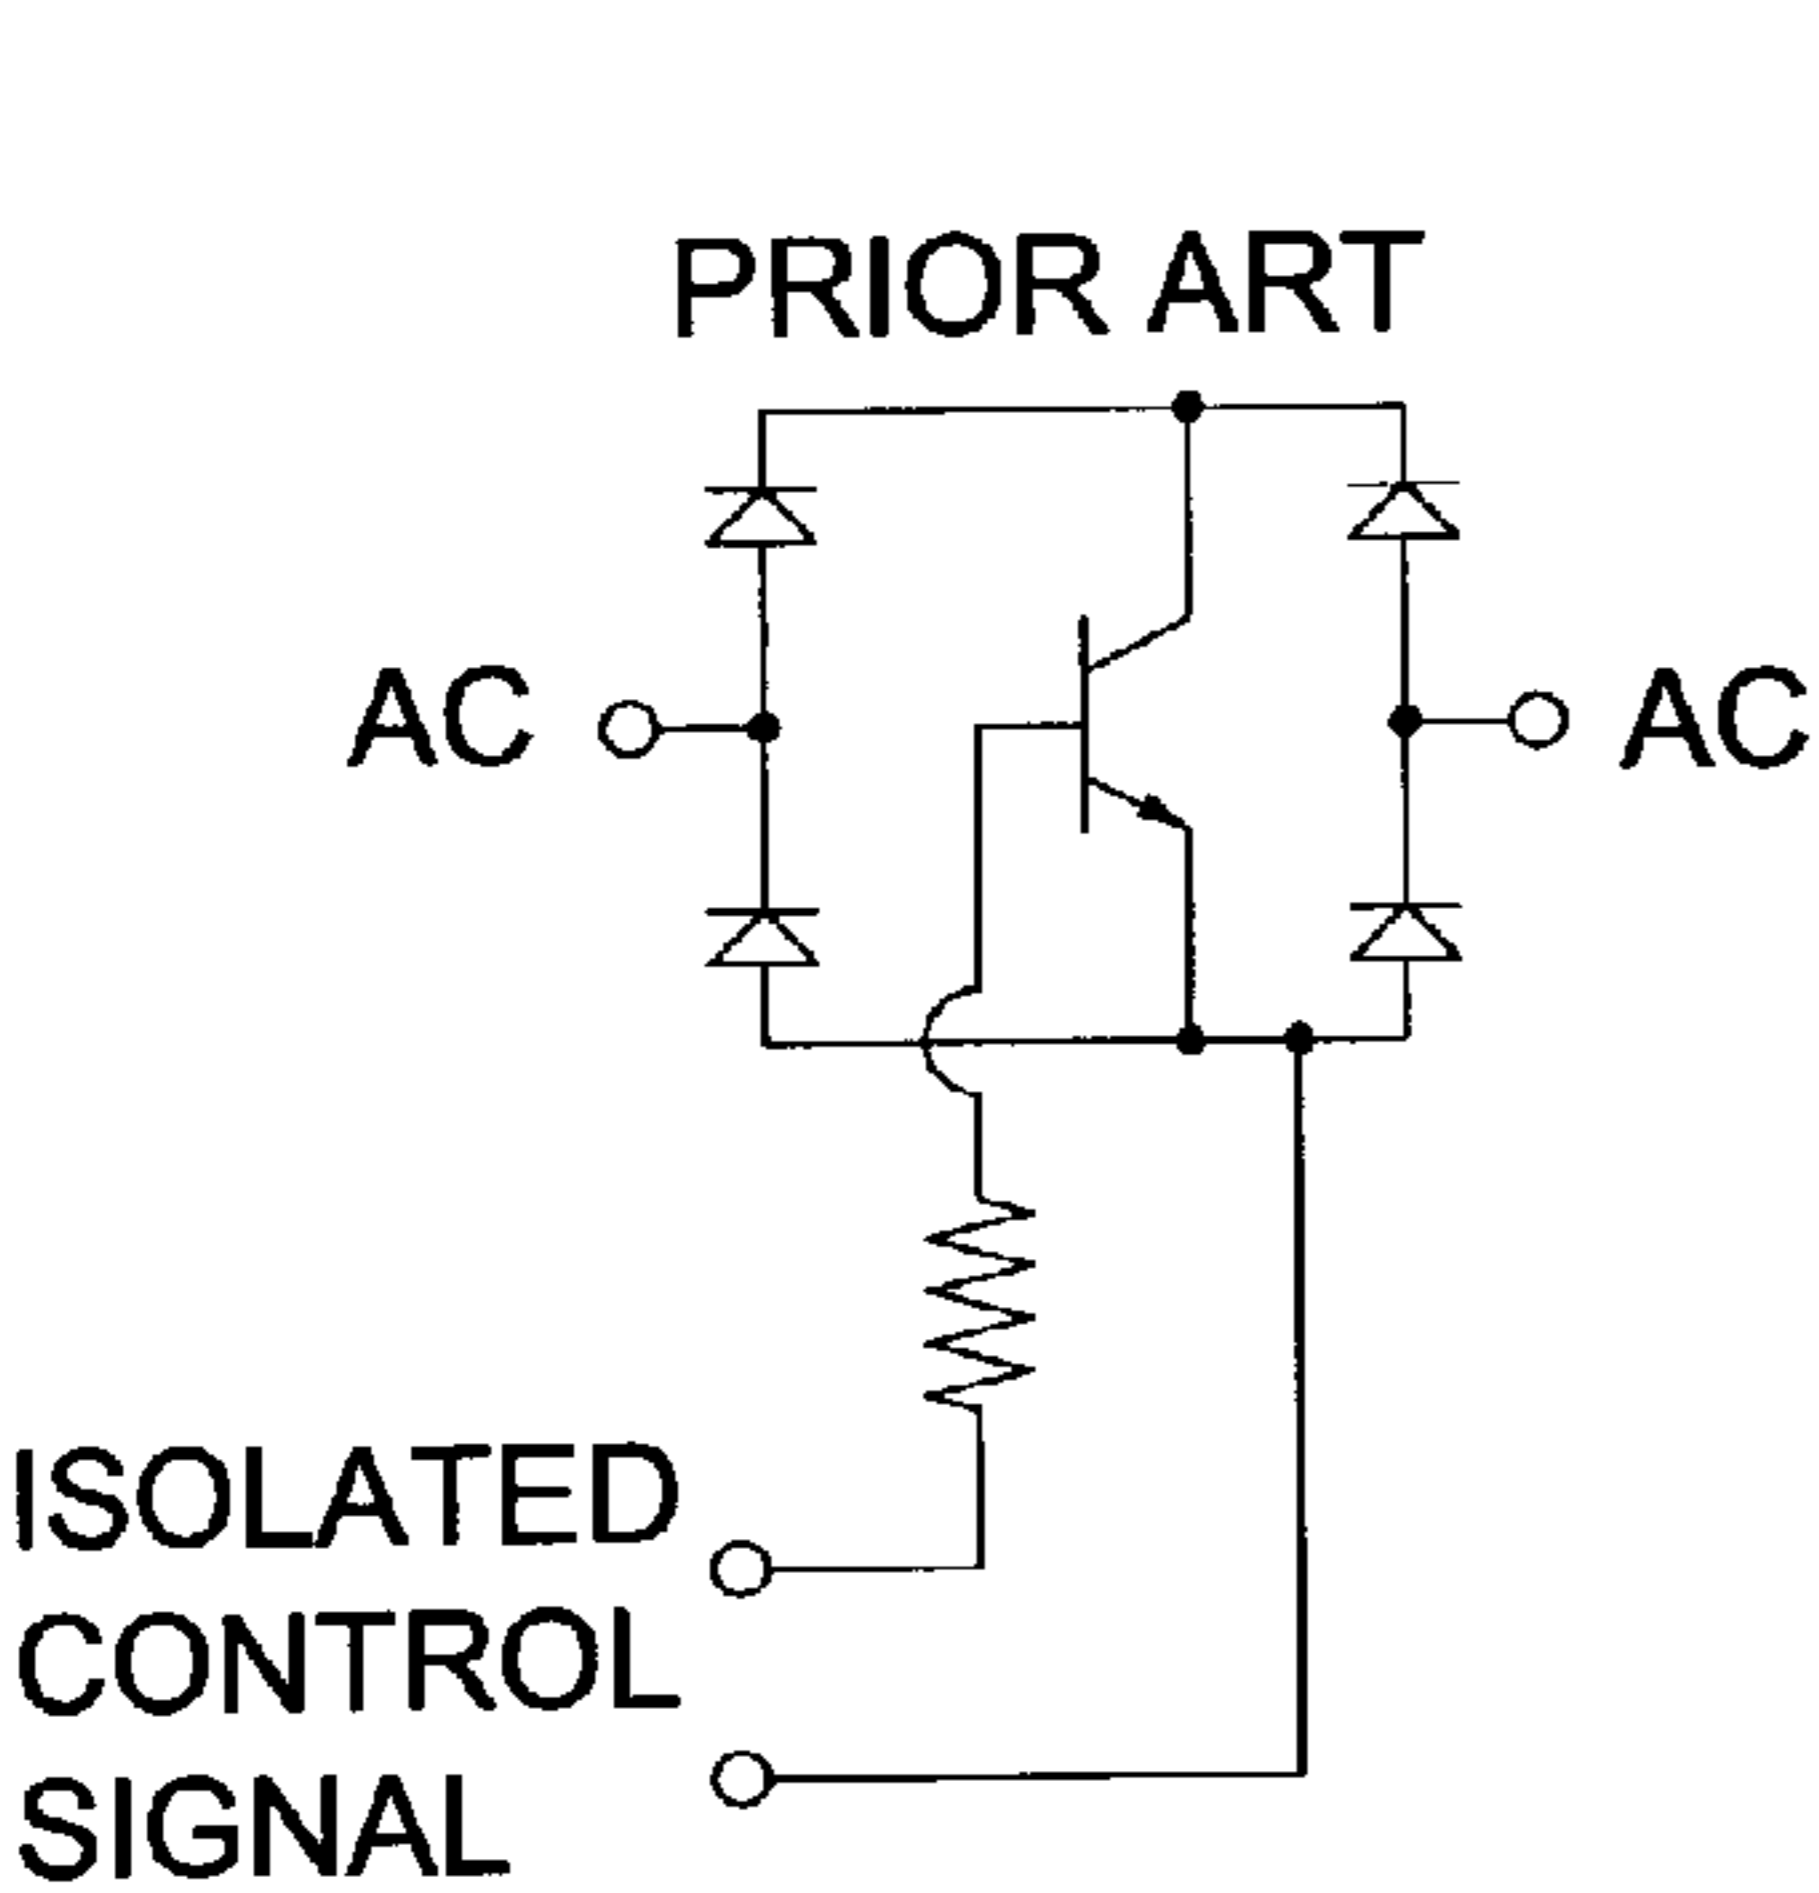 PRIOR ART
AC
AC
ISOLATED
CONTROL
SIGNAL